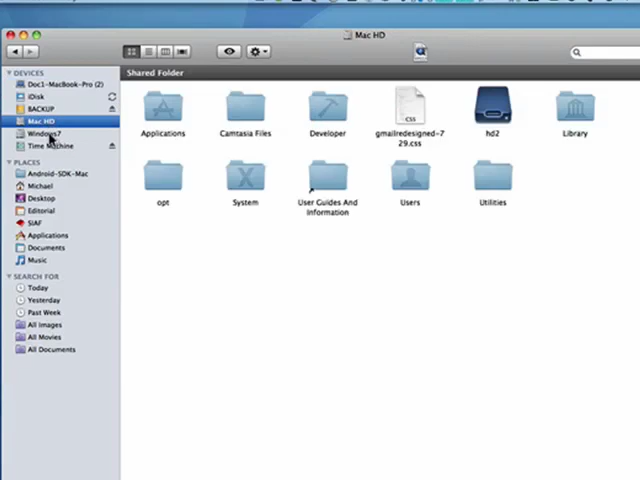 Mac HD
DEVICES
Doc1-MacBook-Pro (2)
iDisk
BACKUP
Mac HD
Windows7
Time Machine
PLACES
Android-SDK-Mac
Michael
Desktop
Editorial
SIAF
Applications
Documents
Music
SEARCH FOR
Today
Yesterday
Past Week
All Images
All Movies
All Documents
Shared Folder
Applications
Camtasia Files
Developer
CSS
gmailredesigned-7
29.css
hd2
Library
opt
System
User Guides And
Information
Users
Utilities